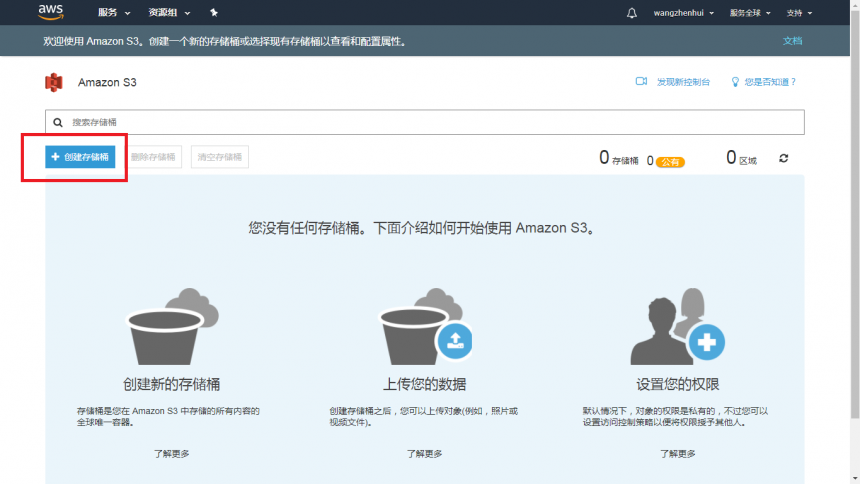 aws 服务 资源组 wangzhenhui 服务全球 支持
欢迎使用 Amazon S3。创建一个新的存储桶或选择现有存储桶以查看和配置属性。 文档
Amazon S3 发现新控制台 您是否知道？
搜索存储桶
创建存储桶 删除存储桶 清空存储桶 0 存储桶 0 公有 0 区域
您没有任何存储桶。下面介绍如何开始使用 Amazon S3。
创建新的存储桶 上传您的数据 设置您的权限
存储桶是您在 Amazon S3 中存储的所有内容的 创建存储桶之后，您可以上传对象(例如，照片或 默认情况下，对象的权限是私有的，不过您可以
全球唯一容器。 视频文件)。 设置访问控制策略以便将权限授予其他人。
了解更多 了解更多 了解更多